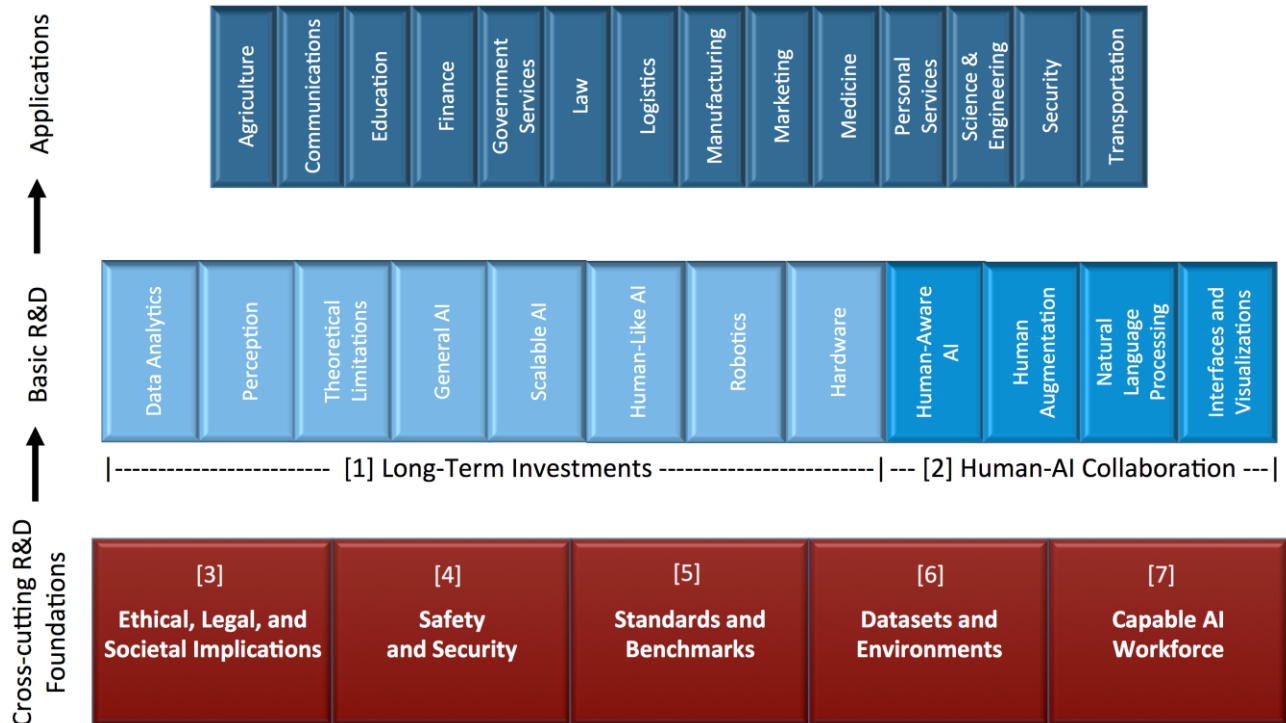 Applications
Agriculture
Communications
Education
Finance
Government
Services
Law
Logistics
Manufacturing
Marketing
Medicine
Personal
Services
Science &
Engineering
Security
Transportation
Basic R&D
Data Analytics
Perception
Theoretical
Limitations
General AI
Scalable AI
Human-Like AI
Robotics
Hardware
Human-Aware
AI
Human
Augmentation
Natural
Language
Processing
Interfaces and
Visualizations
|------------------------- [1] Long-Term Investments -------------------------|--- [2] Human-AI Collaboration ---|
Cross-cutting R&D
Foundations
[3]
Ethical, Legal, and
Societal Implications
[4]
Safety
and Security
[5]
Standards and
Benchmarks
[6]
Datasets and
Environments
[7]
Capable AI
Workforce